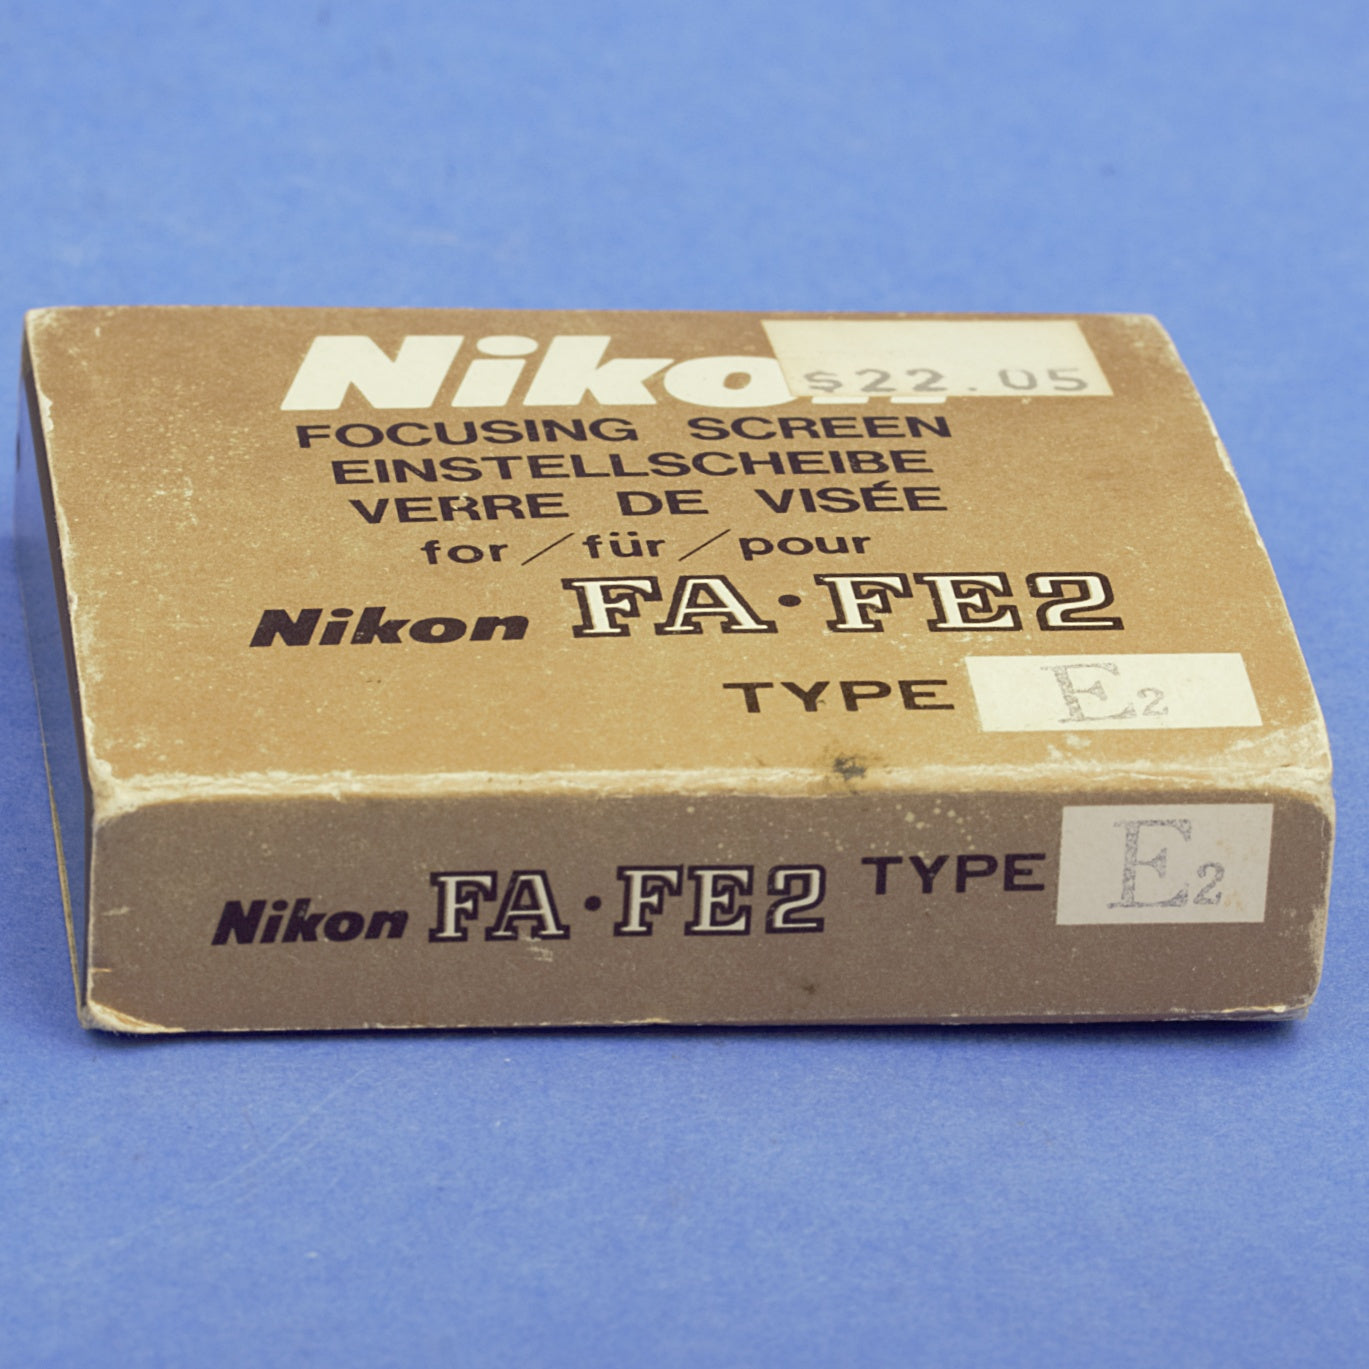 Nikon
$22.05
FOCUSING SCREEN
EINSTELLSCHEIBE
VERRE DE VISÉE
for/für/pour
Nikon FA·FE2
TYPE E2
Nikon FA·FE2 TYPE E2